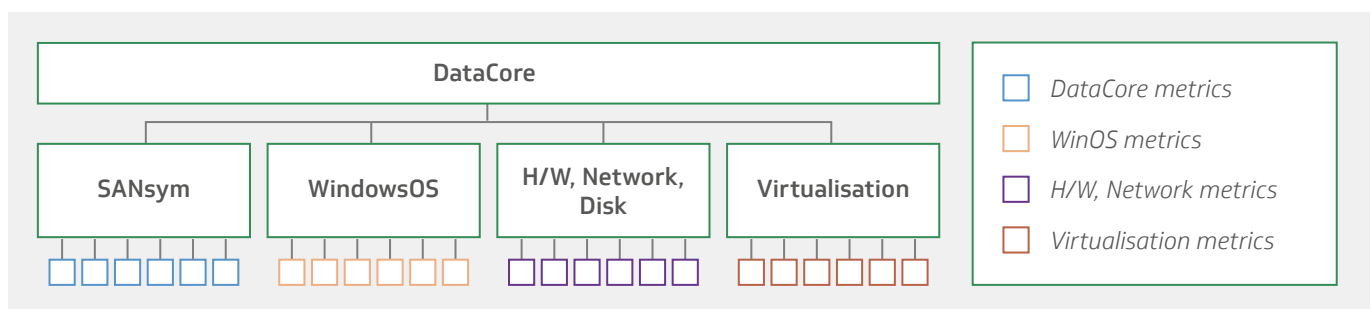 DataCore
SANsym
WindowsOS
H/W, Network,
Disk
Virtualisation
DataCore metrics
WinOS metrics
H/W, Network metrics
Virtualisation metrics